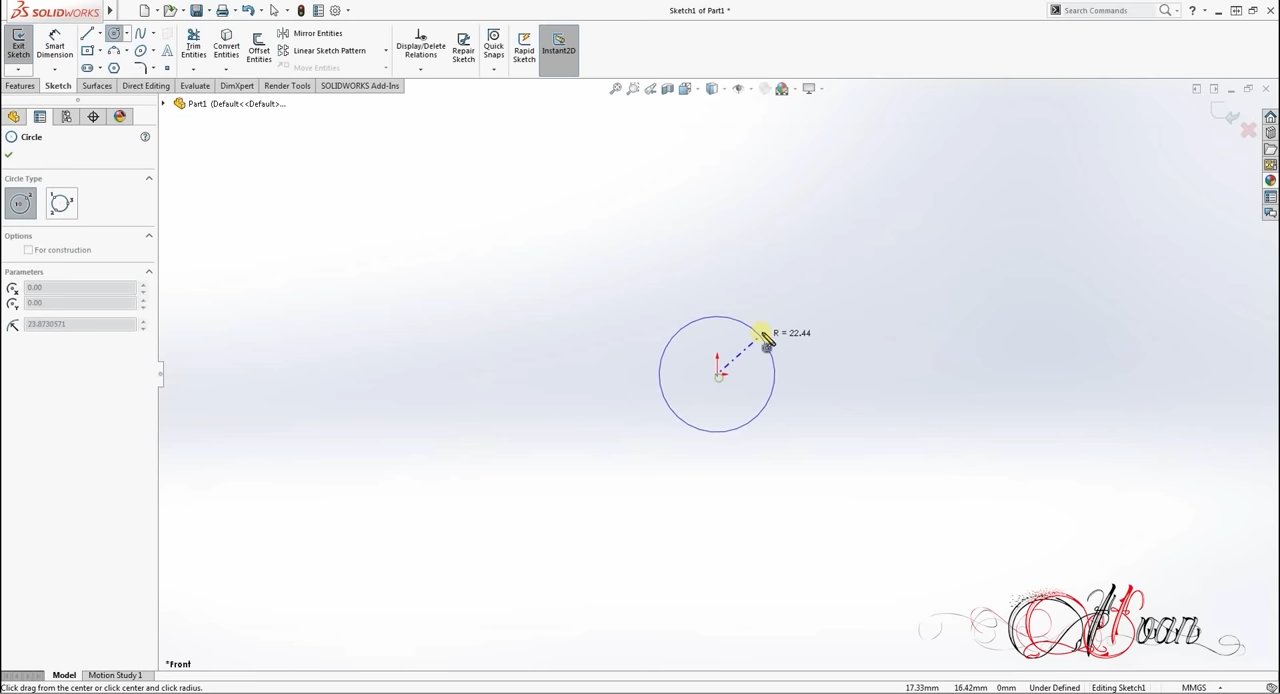 SOLIDWORKS
Sketch1 of Part1 *
Search Commands
Exit Sketch
Smart Dimension
Trim Entities
Convert Entities
Offset Entities
Mirror Entities
Linear Sketch Pattern
Move Entities
Display/Delete Relations
Repair Sketch
Quick Snaps
Rapid Sketch
Instant2D
Features
Sketch
Surfaces
Direct Editing
Evaluate
DimXpert
Render Tools
SOLIDWORKS Add-Ins
Part1 (Default<<Default>...
Circle
Circle Type
Options
For construction
Parameters
0.00
0.00
23.8730571
R = 22.44
*Front
Model
Motion Study 1
Click drag from the center or click center and click radius.
17.33mm
16.42mm
0mm
Under Defined
Editing Sketch1
MMGS